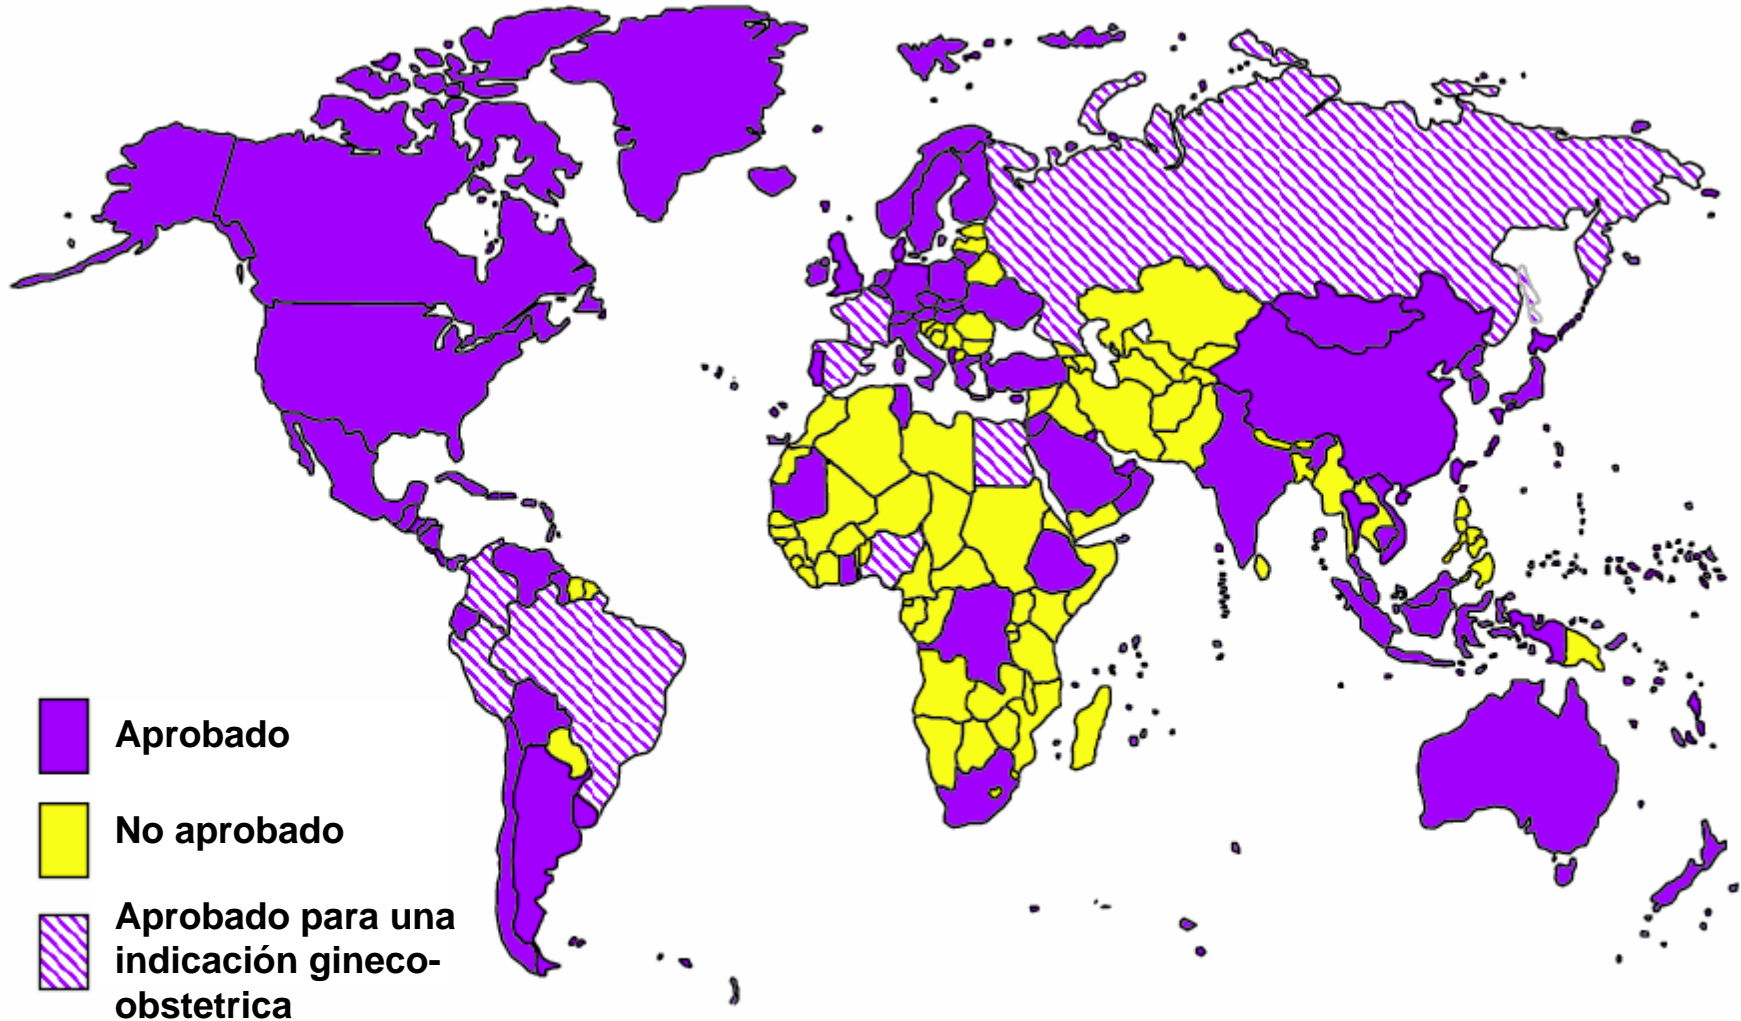 Aprobado
No aprobado
Aprobado para una
indicación gineco-
obstetrica